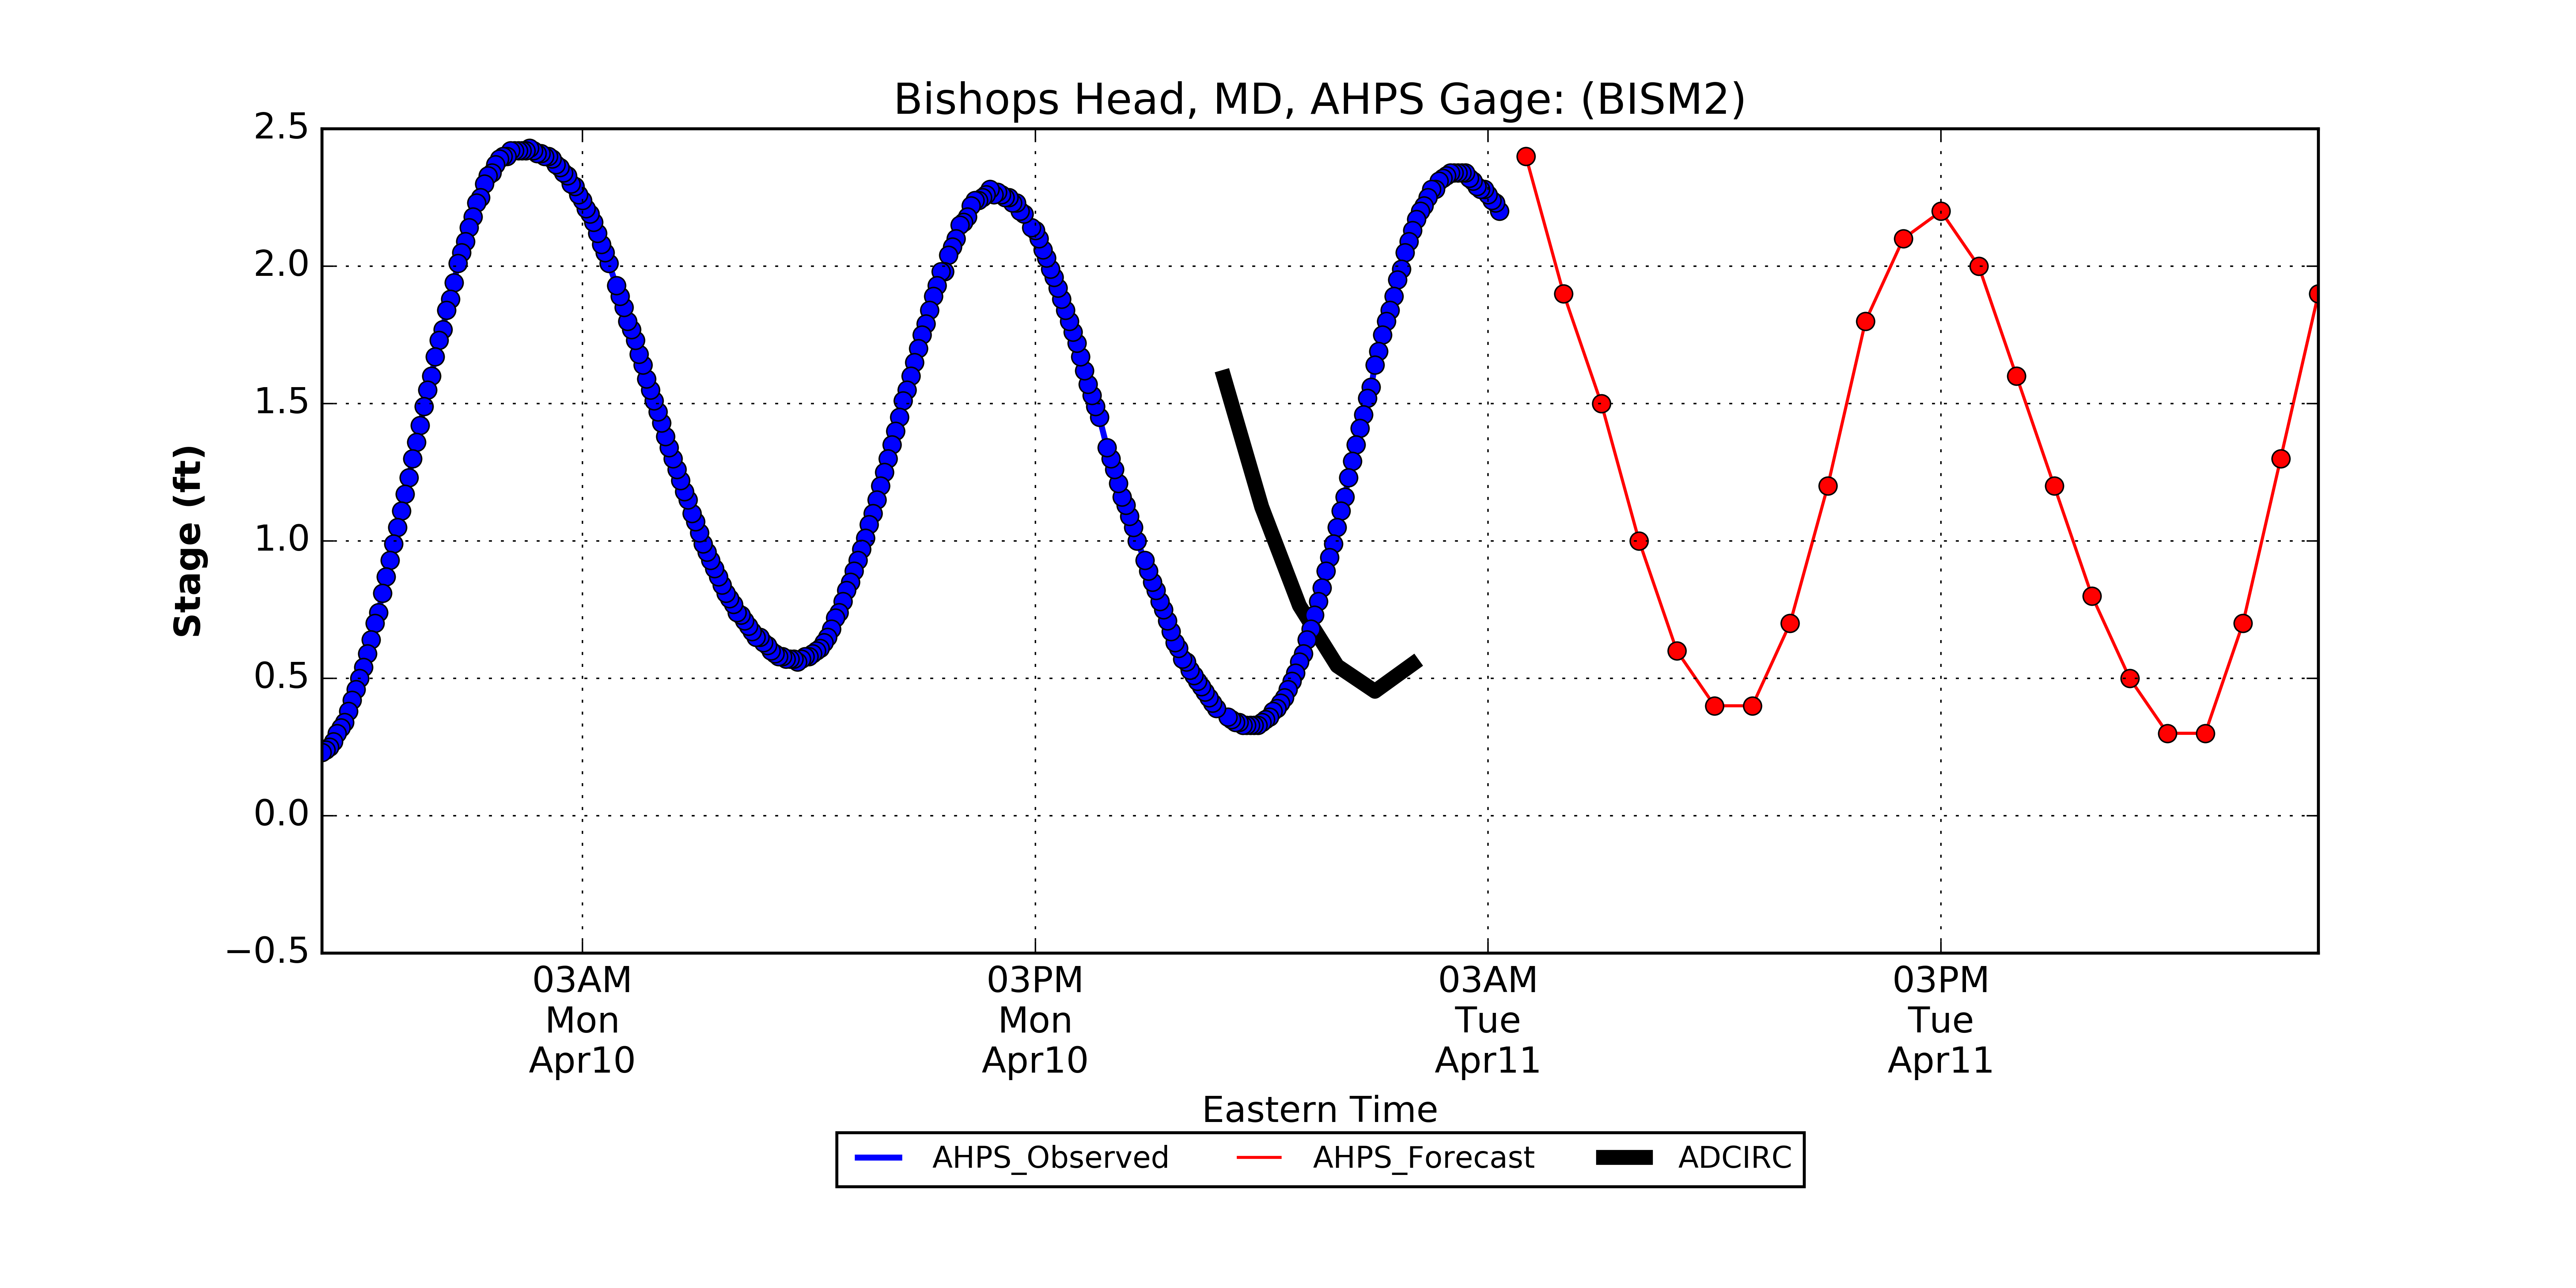 Bishops Head, MD, AHPS Gage: (BISM2)
2.5
2.0
1.5
1.0
0.5
0.0
−0.5
Stage (ft)
03AM
Mon
Apr10
03PM
Mon
Apr10
03AM
Tue
Apr11
03PM
Tue
Apr11
Eastern Time
AHPS_Observed
AHPS_Forecast
ADCIRC